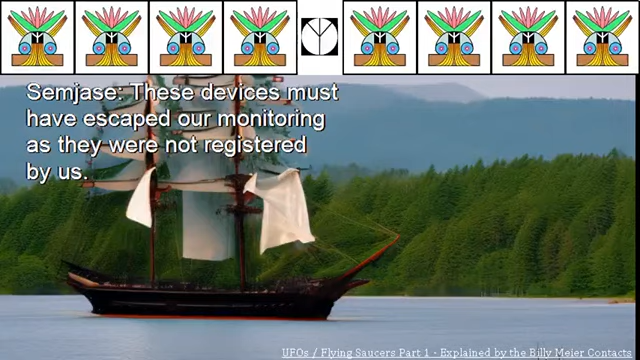 Semjase: These devices must
have escaped our monitoring
as they were not registered
by us.
UFOs / Flying Saucers Part 1 - Explained by the Billy Meier Contacts